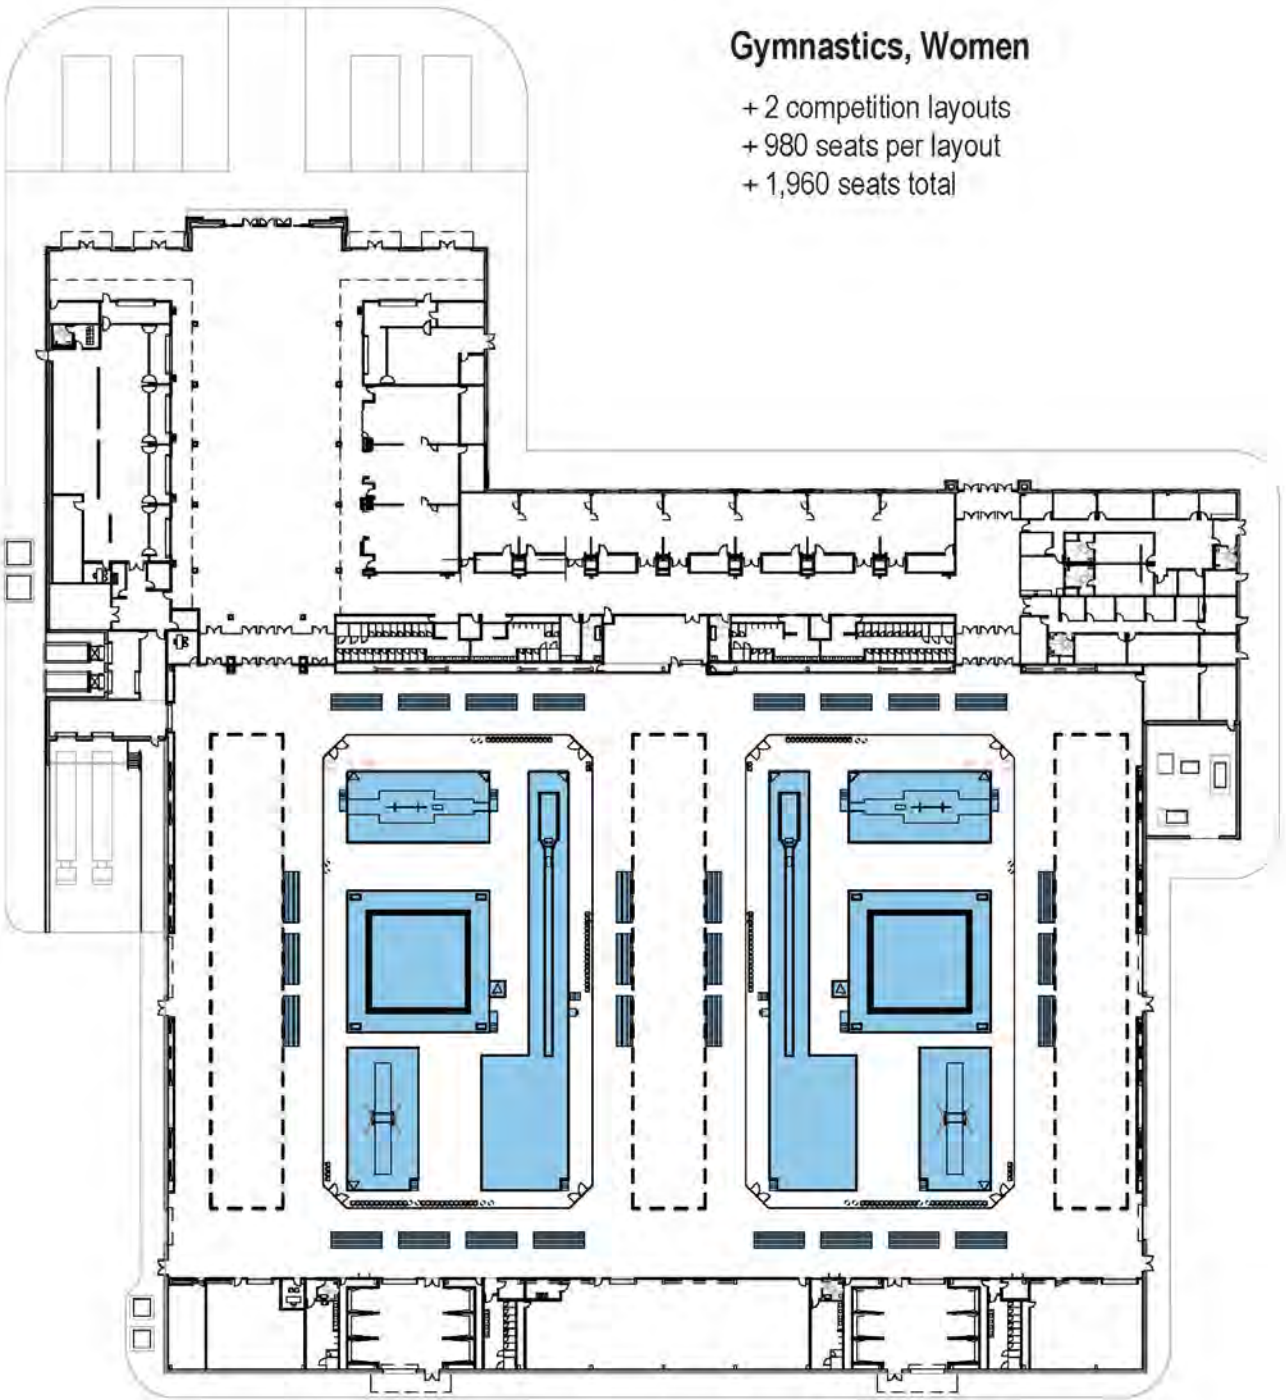 Gymnastics, Women
+ 2 competition layouts
+ 980 seats per layout
+ 1,960 seats total